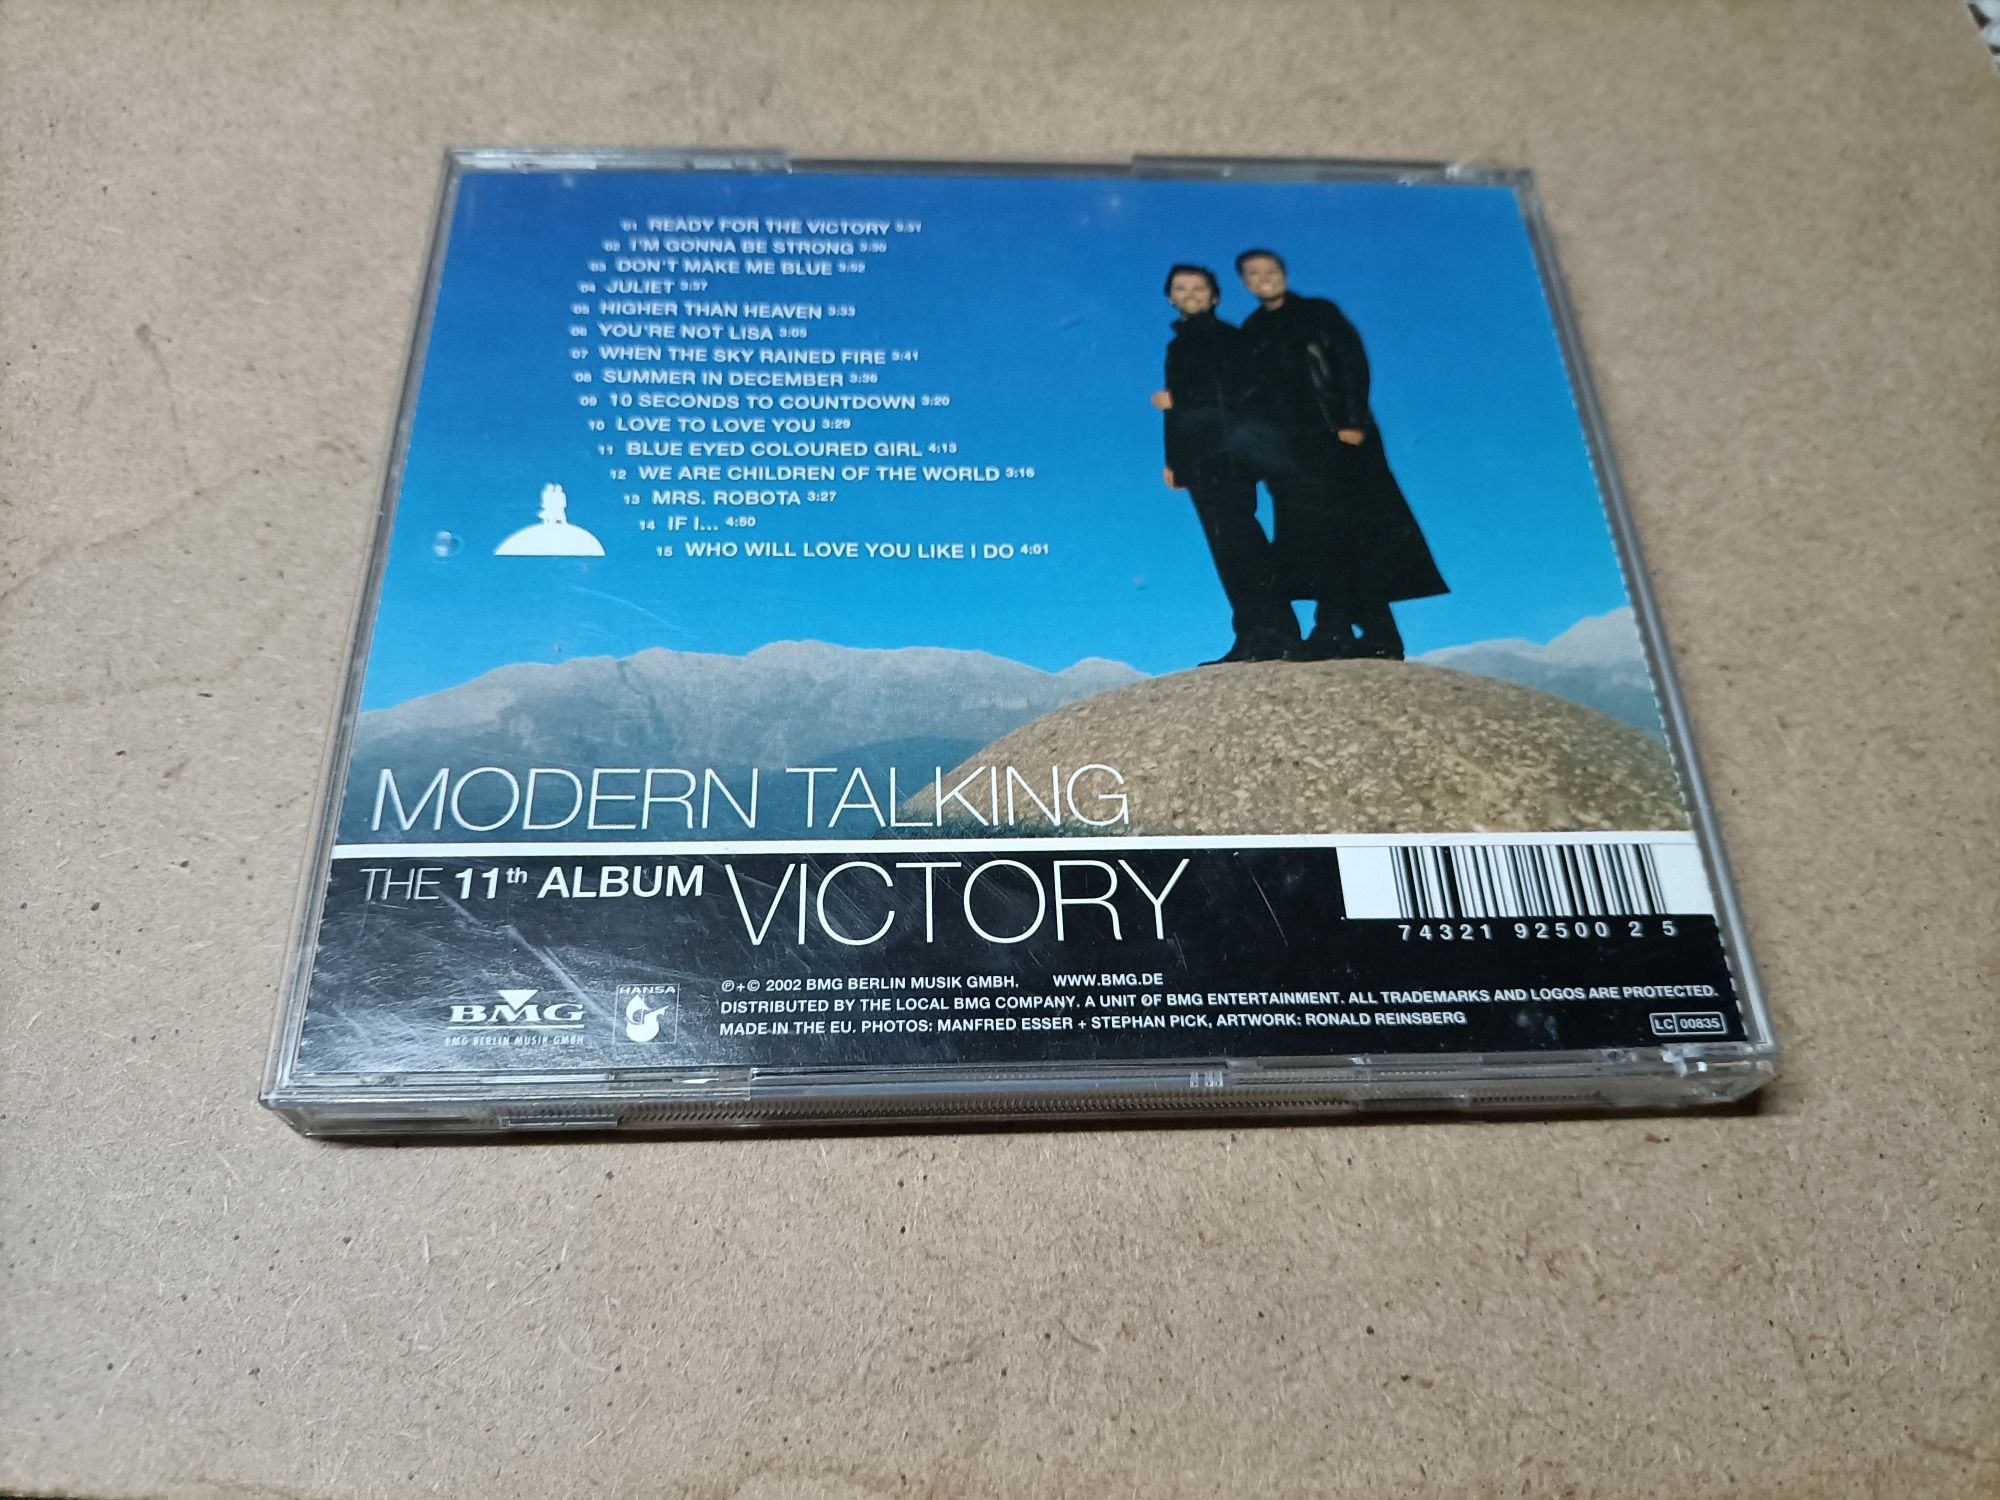 01 READY FOR THE VICTORY 3:31
02 I'M GONNA BE STRONG 3:30
03 DON'T MAKE ME BLUE 3:52
04 JULIET 3:37
05 HIGHER THAN HEAVEN 3:33
06 YOU'RE NOT LISA 3:05
07 WHEN THE SKY RAINED FIRE 3:41
08 SUMMER IN DECEMBER 3:36
09 10 SECONDS TO COUNTDOWN 3:20
10 LOVE TO LOVE YOU 3:29
11 BLUE EYED COLOURED GIRL 4:13
12 WE ARE CHILDREN OF THE WORLD 3:16
13 MRS. ROBOTA 3:27
14 IF I... 4:50
15 WHO WILL LOVE YOU LIKE I DO 4:01
MODERN TALKING
THE 11th ALBUM VICTORY
74321 92500 2 5
℗+© 2002 BMG BERLIN MUSIK GMBH. WWW.BMG.DE
DISTRIBUTED BY THE LOCAL BMG COMPANY. A UNIT OF BMG ENTERTAINMENT. ALL TRADEMARKS AND LOGOS ARE PROTECTED.
MADE IN THE EU. PHOTOS: MANFRED ESSER + STEPHAN PICK, ARTWORK: RONALD REINSBERG
BMG
BMG BERLIN MUSIK GMBH
HANSA
LC 00835